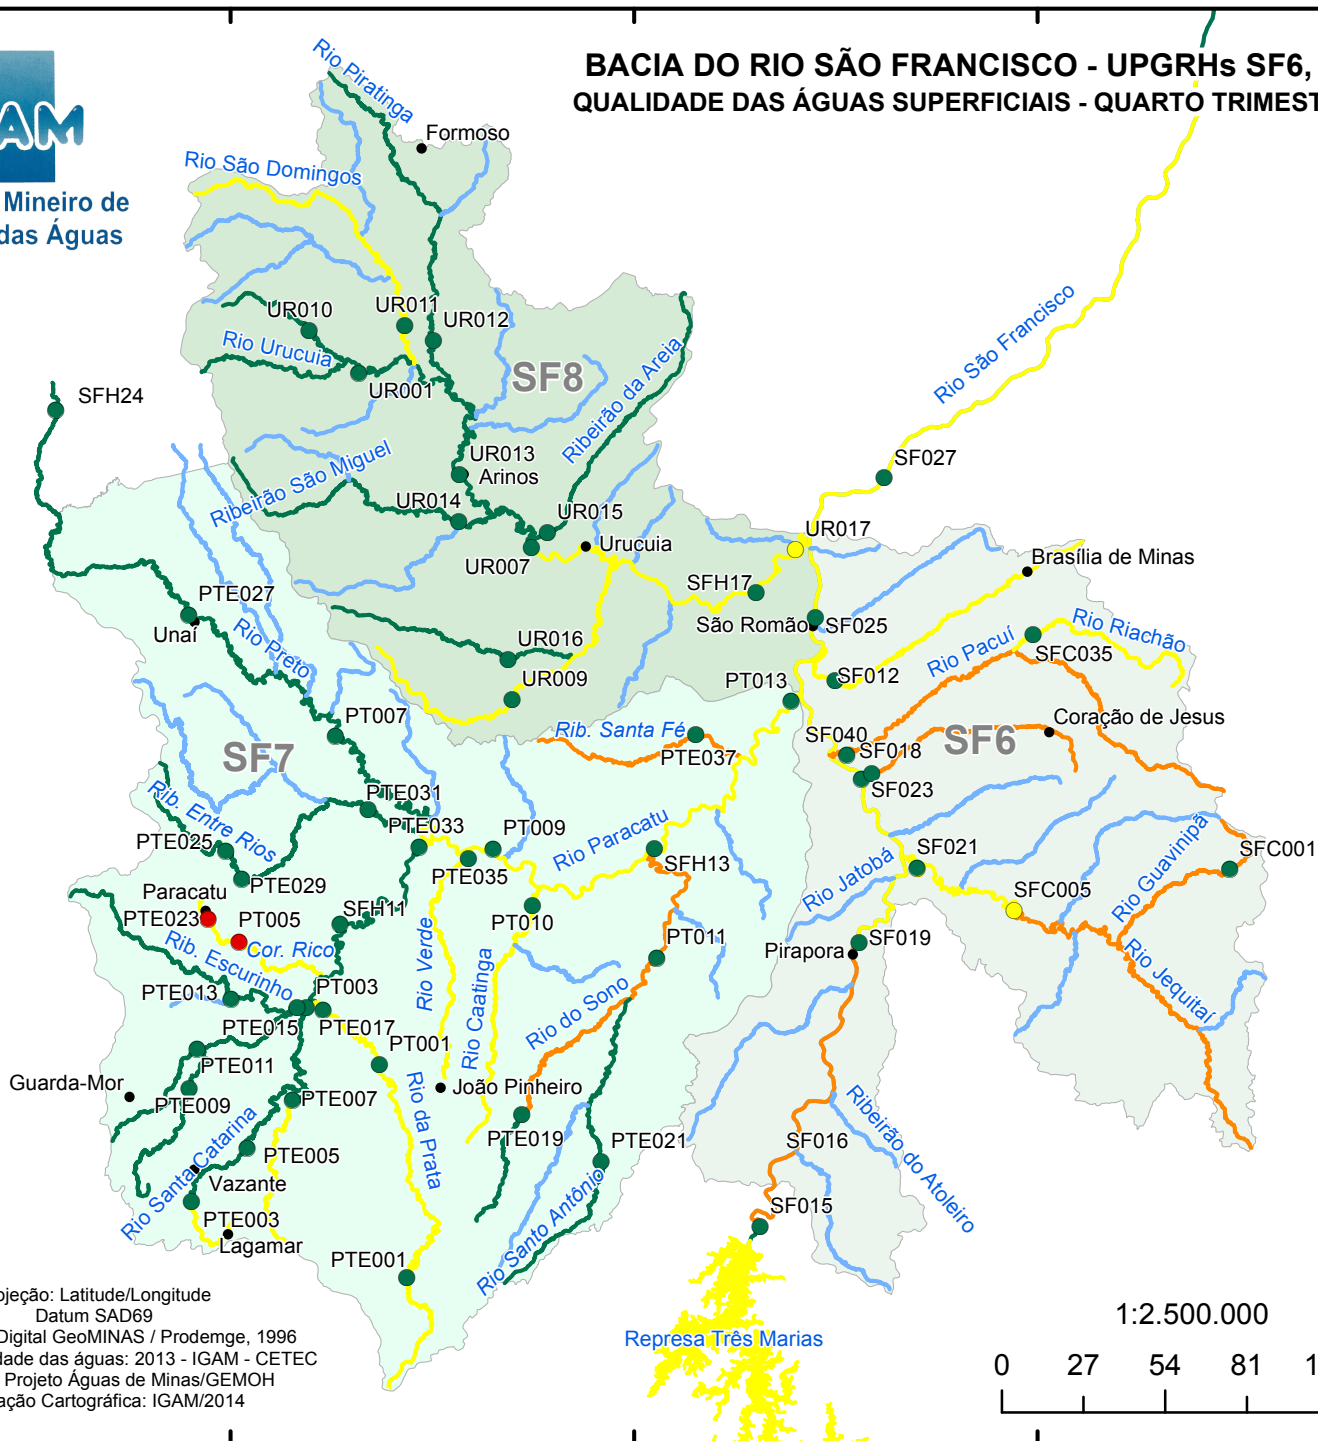 BACIA DO RIO SÃO FRANCISCO - UPGRHs SF6,
QUALIDADE DAS ÁGUAS SUPERFICIAIS - QUARTO TRIMEST
AM
Mineiro de
das Águas
Rio Piratinga
Formoso
Rio São Domingos
UR010
UR011
UR012
Rio Urucuia
UR001
SF8
Ribeirão da Areia
Rio São Francisco
SFH24
Ribeirão São Miguel
UR013
Arinos
SF027
UR014
UR015
UR017
Urucuia
UR007
Brasília de Minas
SFH17
PTE027
Unaí
São Romão
SF025
Rio Preto
Rio Pacuí
Rio Riachão
UR016
SFC035
UR009
PT013
SF012
PT007
Rib. Santa Fé
Coração de Jesus
SF040
SF7
PTE037
SF018
SF6
SF023
PTE031
Rib. Entre Rios
PTE033
PT009
Rio Paracatu
PTE025
Rio Guavinipã
SF021
SFC001
SFH13
PTE035
PTE029
Rio Jatobá
Paracatu
SFC005
PTE023
PT005
SFH11
PT010
PT011
Cor. Rico
Rib. Escurinho
Rio Verde
Pirapora
SF019
Rio Jequitaí
PTE013
PT003
Rio Caatinga
Rio do Sono
PTE015
PTE017
PT001
PTE011
Guarda-Mor
João Pinheiro
PTE009
PTE007
Rio da Prata
Ribeirão do Atoleiro
PTE019
PTE021
SF016
Rio Santa Catarina
PTE005
Vazante
Rio Santo Antônio
SF015
PTE003
Lagamar
PTE001
ojeção: Latitude/Longitude
Datum SAD69
Digital GeoMINAS / Prodemge, 1996
dade das águas: 2013 - IGAM - CETEC
Projeto Águas de Minas/GEMOH
ação Cartográfica: IGAM/2014
Represa Três Marias
1:2.500.000
0 27 54 81 1